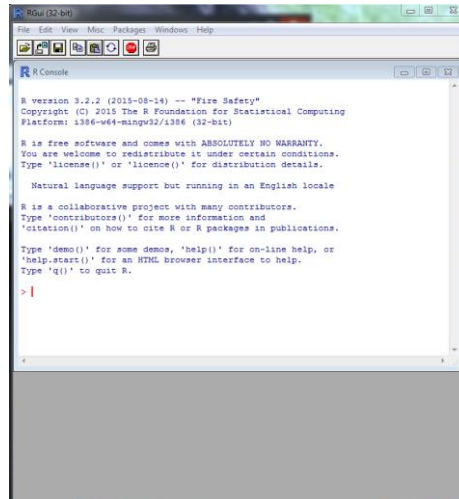 RGui (32-bit)
File Edit View Misc Packages Windows Help
R Console
R version 3.2.2 (2015-08-14) -- "Fire Safety"
Copyright (C) 2015 The R Foundation for Statistical Computing
Platform: i386-w64-mingw32/i386 (32-bit)
R is free software and comes with ABSOLUTELY NO WARRANTY.
You are welcome to redistribute it under certain conditions.
Type 'license()' or 'licence()' for distribution details.
Natural language support but running in an English locale
R is a collaborative project with many contributors.
Type 'contributors()' for more information and
'citation()' on how to cite R or R packages in publications.
Type 'demo()' for some demos, 'help()' for on-line help, or
'help.start()' for an HTML browser interface to help.
Type 'q()' to quit R.
>